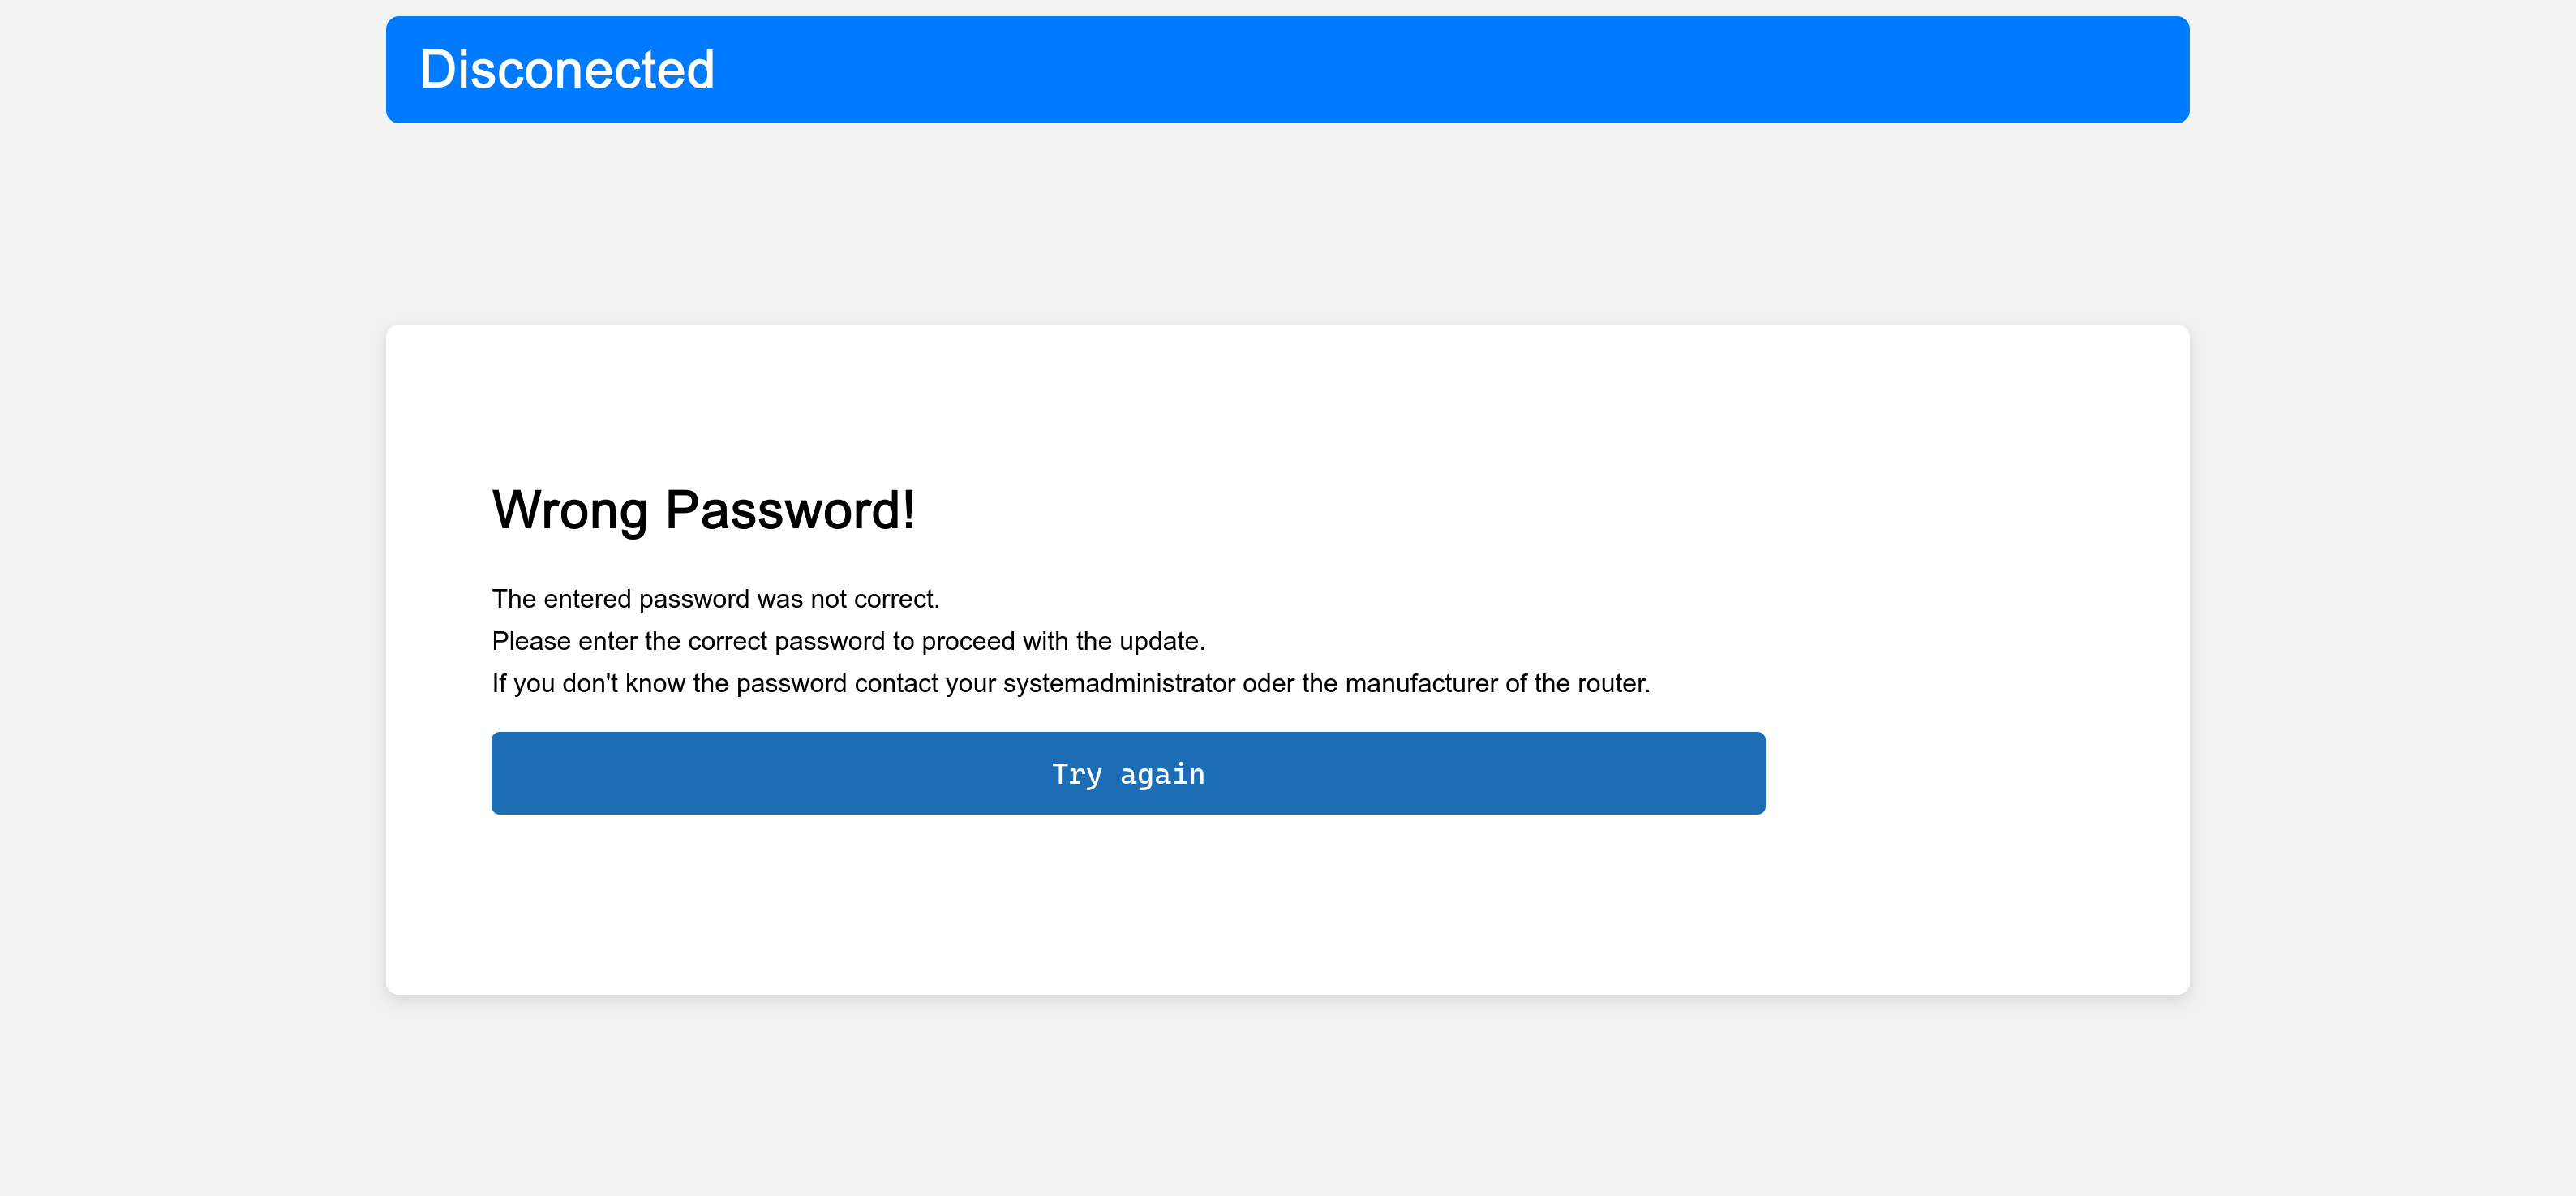 Disconected
Wrong Password!
The entered password was not correct.
Please enter the correct password to proceed with the update.
If you don't know the password contact your systemadministrator oder the manufacturer of the router.
Try again